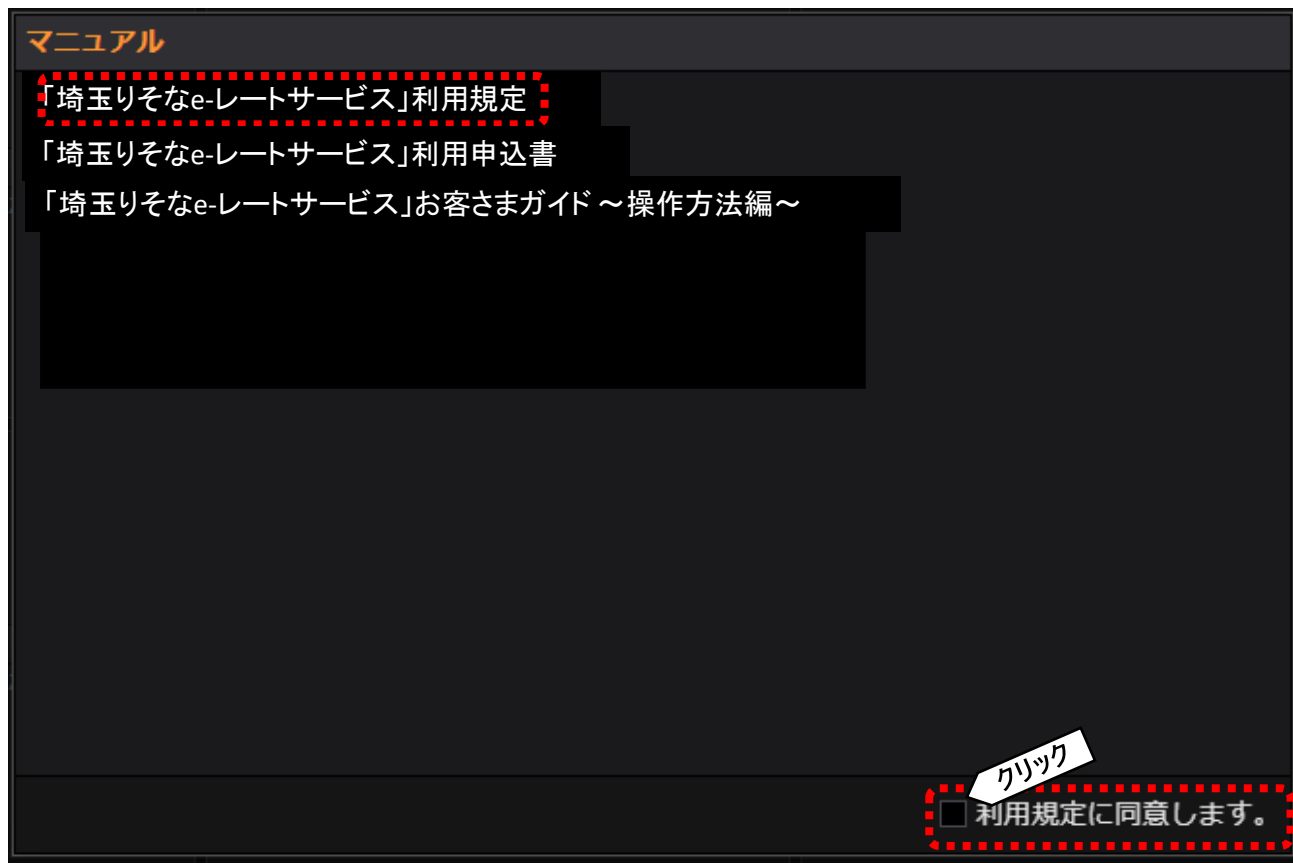 マニュアル
「埼玉りそなe-レートサービス」利用規定
「埼玉りそなe-レートサービス」利用申込書
「埼玉りそなe-レートサービス」お客さまガイド ～操作方法編～
クリック
利用規定に同意します。